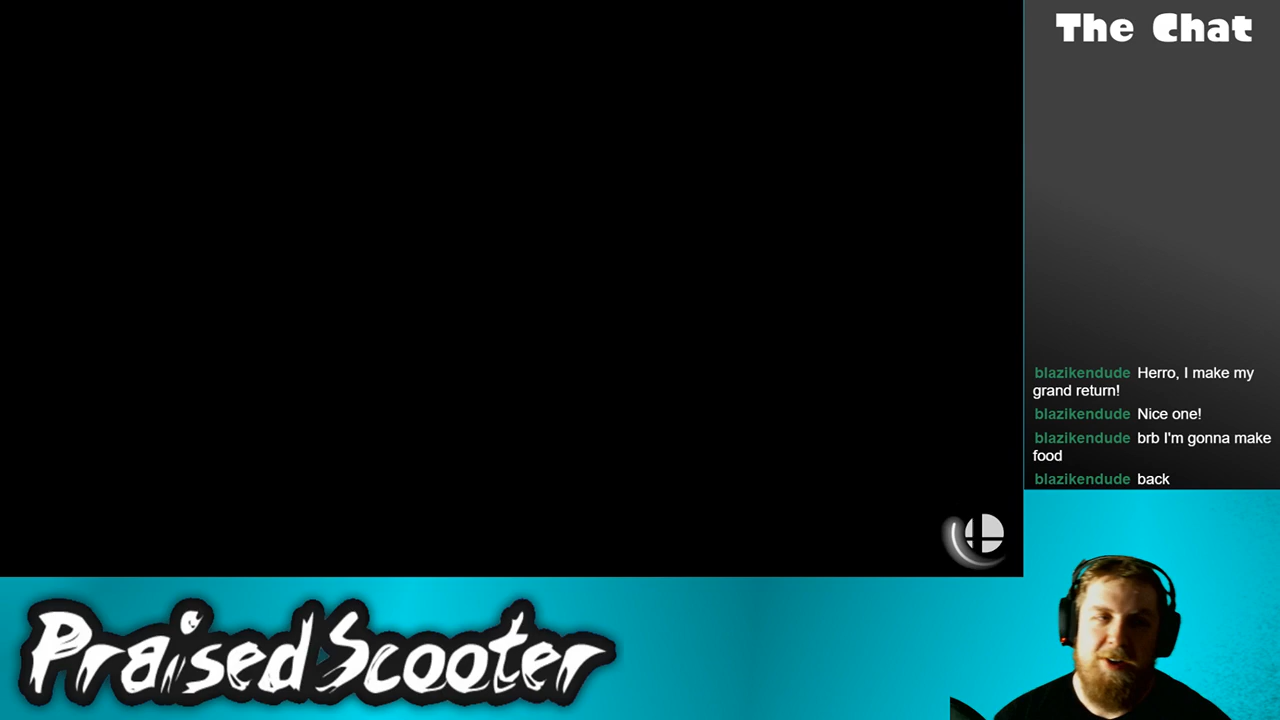 The Chat
blazikendude Herro, I make my
grand return!
blazikendude Nice one!
blazikendude brb I'm gonna make
food
blazikendude back
PraisedScooter